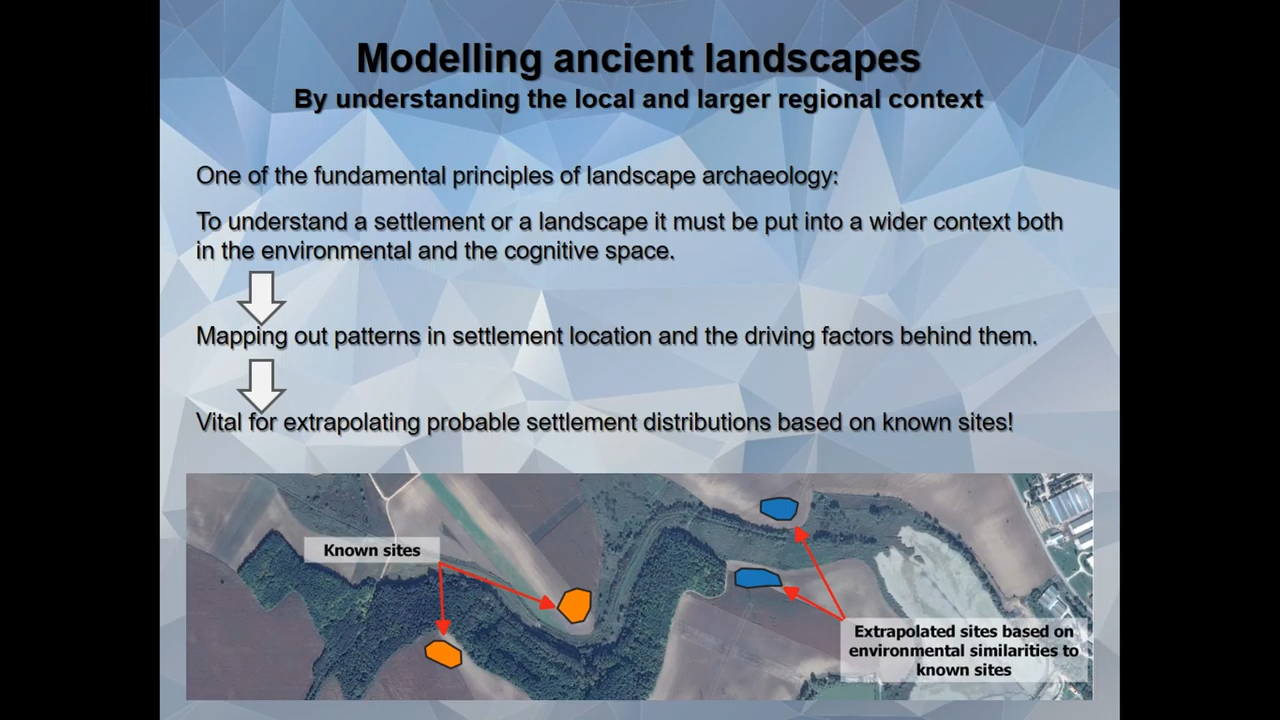 Modelling ancient landscapes
By understanding the local and larger regional context
One of the fundamental principles of landscape archaeology:
To understand a settlement or a landscape it must be put into a wider context both
in the environmental and the cognitive space.
Mapping out patterns in settlement location and the driving factors behind them.
Vital for extrapolating probable settlement distributions based on known sites!
Known sites
Extrapolated sites based on
environmental similarities to
known sites